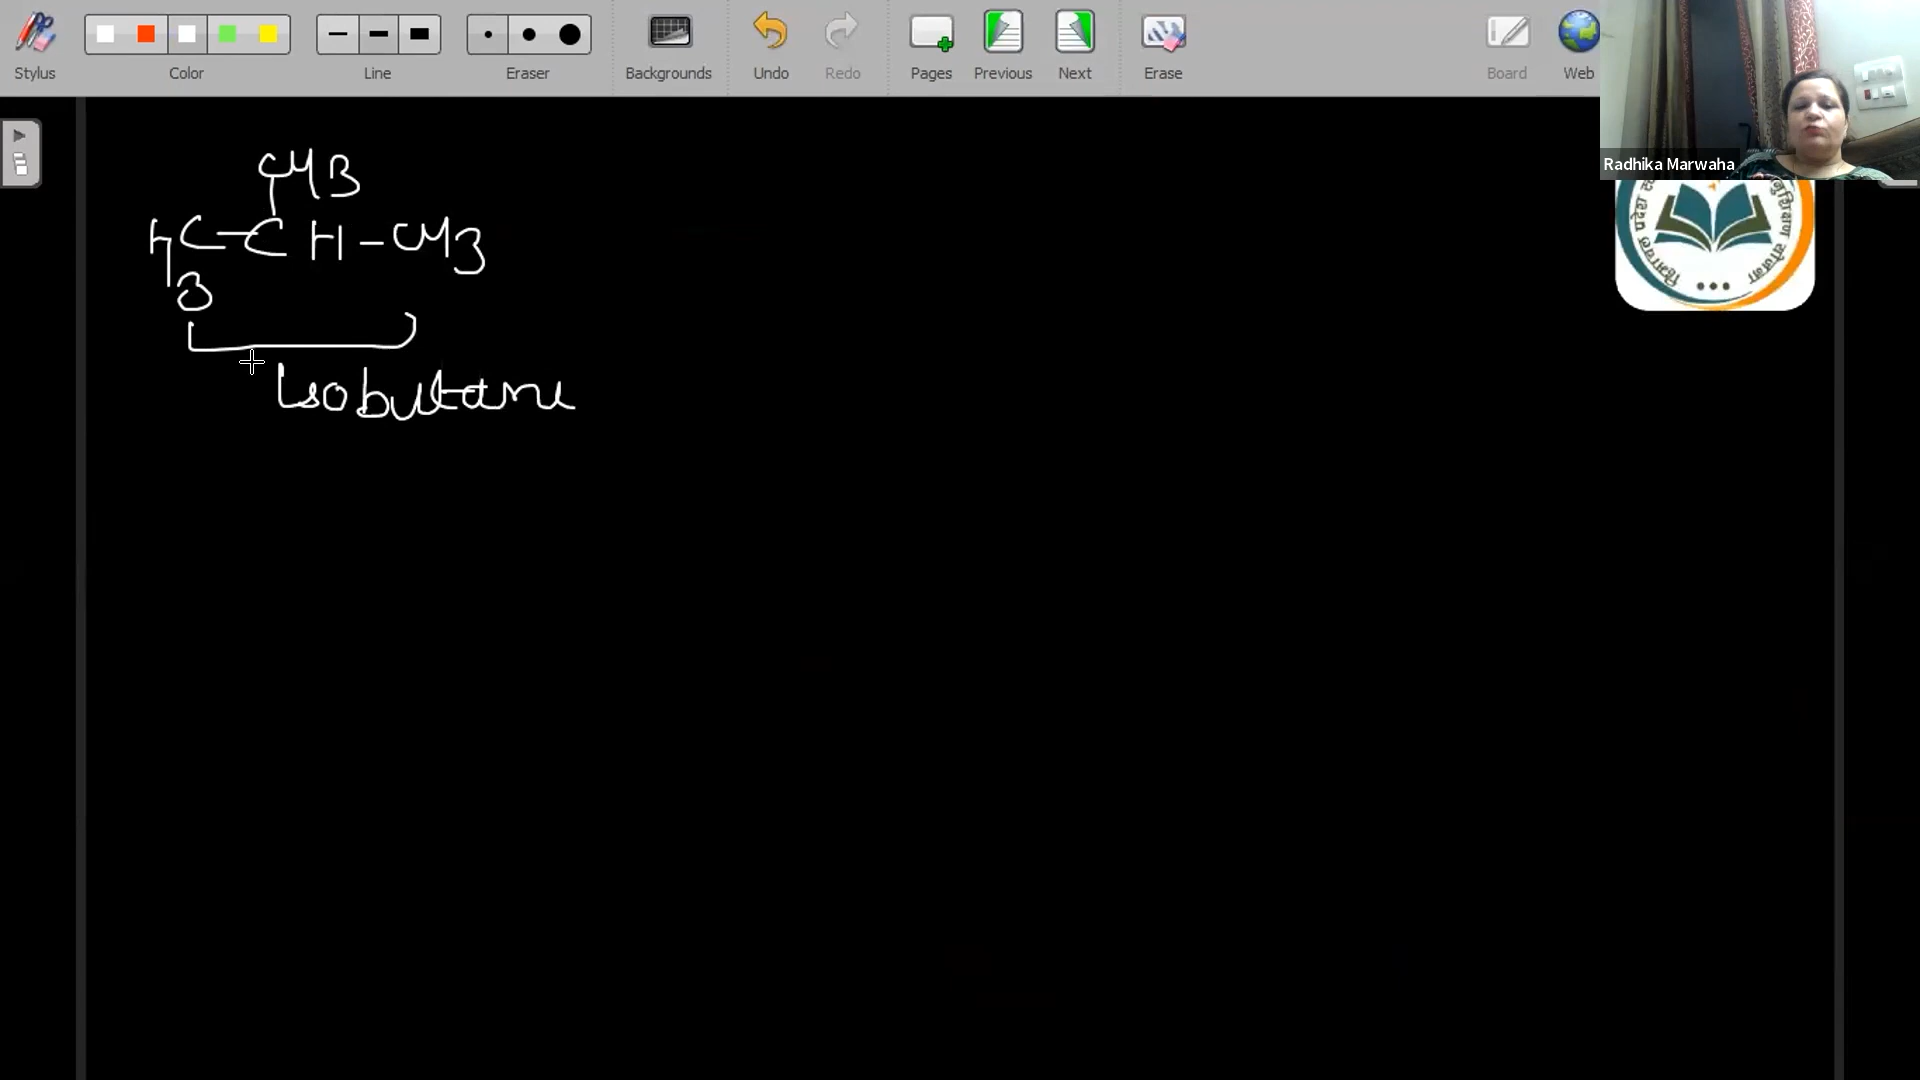 Stylus
Color
Line
Eraser
Backgrounds
Undo
Redo
Pages
Previous
Next
Erase
Board
Web
Radhika Marwaha
CH3
H3C-CH-CH3
Isobutane